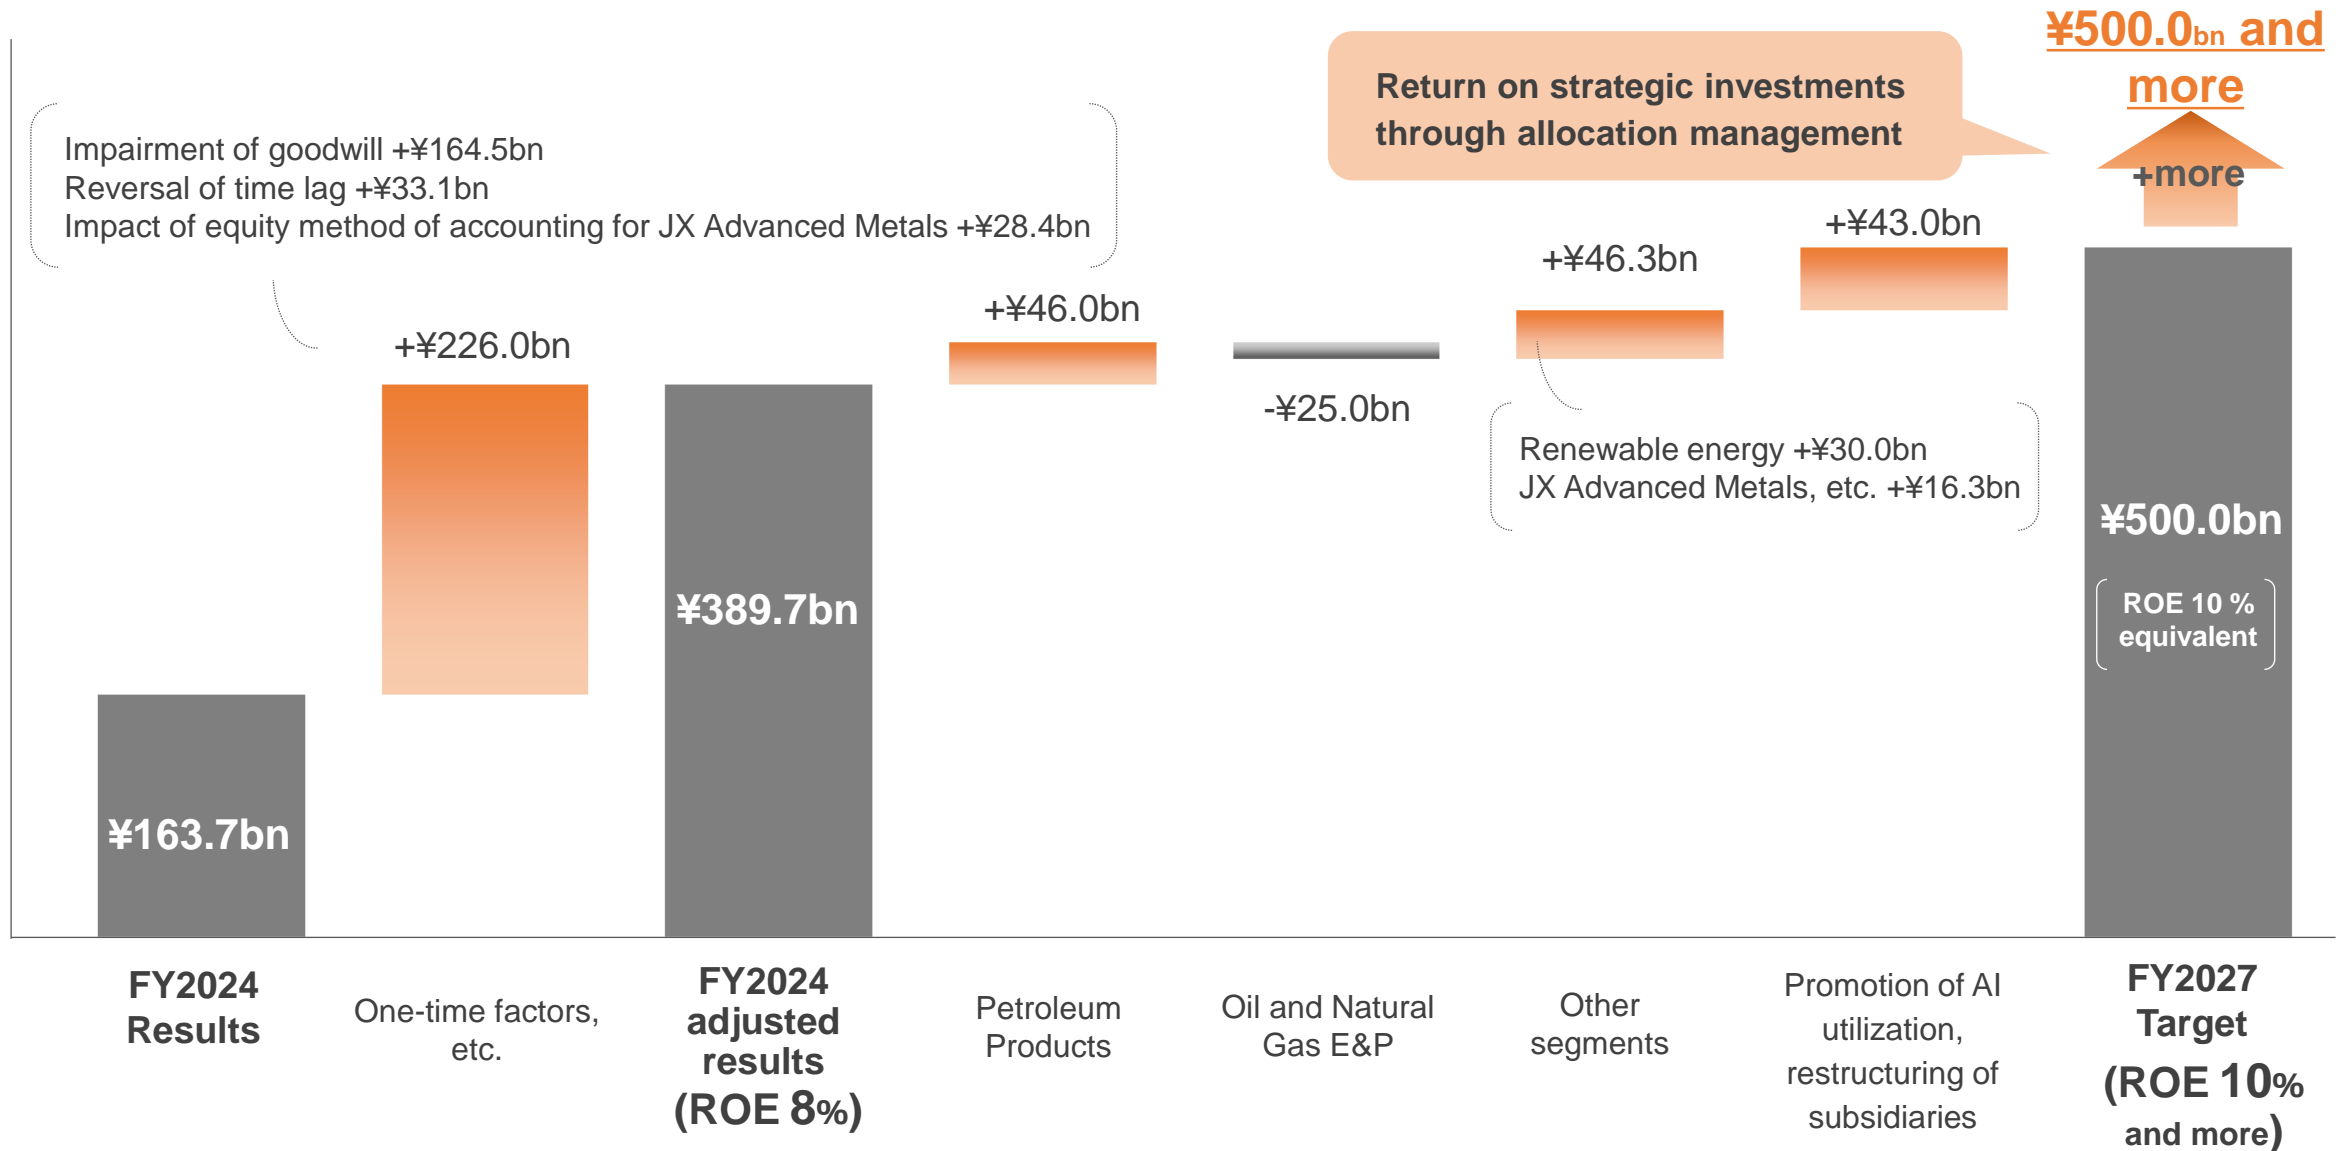 ¥500.0bn and
more
Return on strategic investments
through allocation management
+more
Impairment of goodwill +¥164.5bn
Reversal of time lag +¥33.1bn
Impact of equity method of accounting for JX Advanced Metals +¥28.4bn
+¥226.0bn
+¥46.0bn
-¥25.0bn
+¥46.3bn
+¥43.0bn
Renewable energy +¥30.0bn
JX Advanced Metals, etc. +¥16.3bn
¥163.7bn
¥389.7bn
¥500.0bn
ROE 10 %
equivalent
FY2024
Results
One-time factors,
etc.
FY2024
adjusted
results
(ROE 8%)
Petroleum
Products
Oil and Natural
Gas E&P
Other
segments
Promotion of AI
utilization,
restructuring of
subsidiaries
FY2027
Target
(ROE 10%
and more)